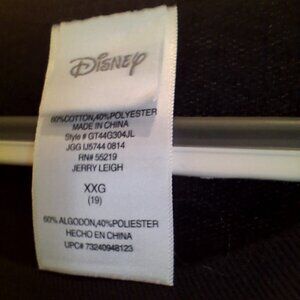 Disney
60%COTTON,40%POLYESTER
MADE IN CHINA
Style # GT44G304JL
JGG IJ5744 0814
RN# 55219
JERRY LEIGH
XXG
(19)
60% ALGODON,40%POLIESTER
HECHO EN CHINA
UPC# 73240948123